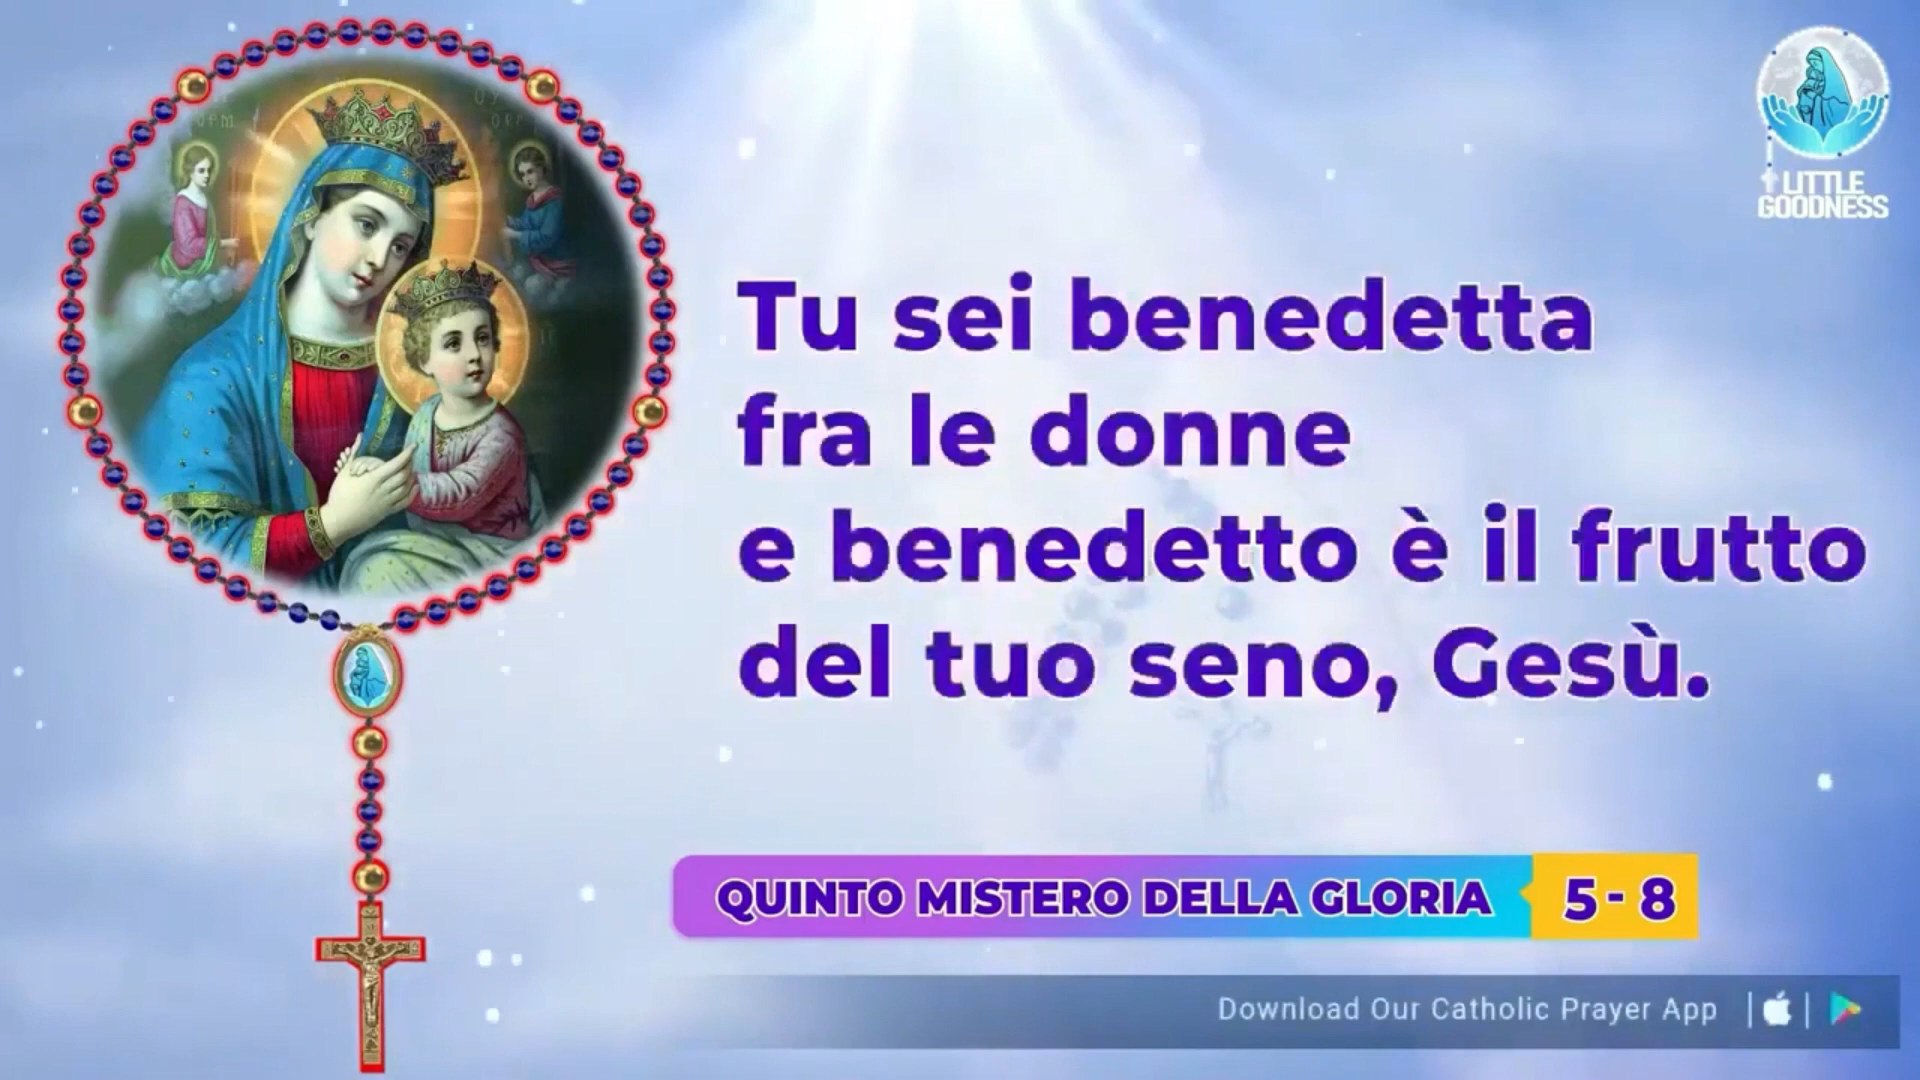 LITTLE
GOODNESS
Tu sei benedetta
fra le donne
e benedetto è il frutto
del tuo seno, Gesù.
QUINTO MISTERO DELLA GLORIA 5 - 8
Download Our Catholic Prayer App